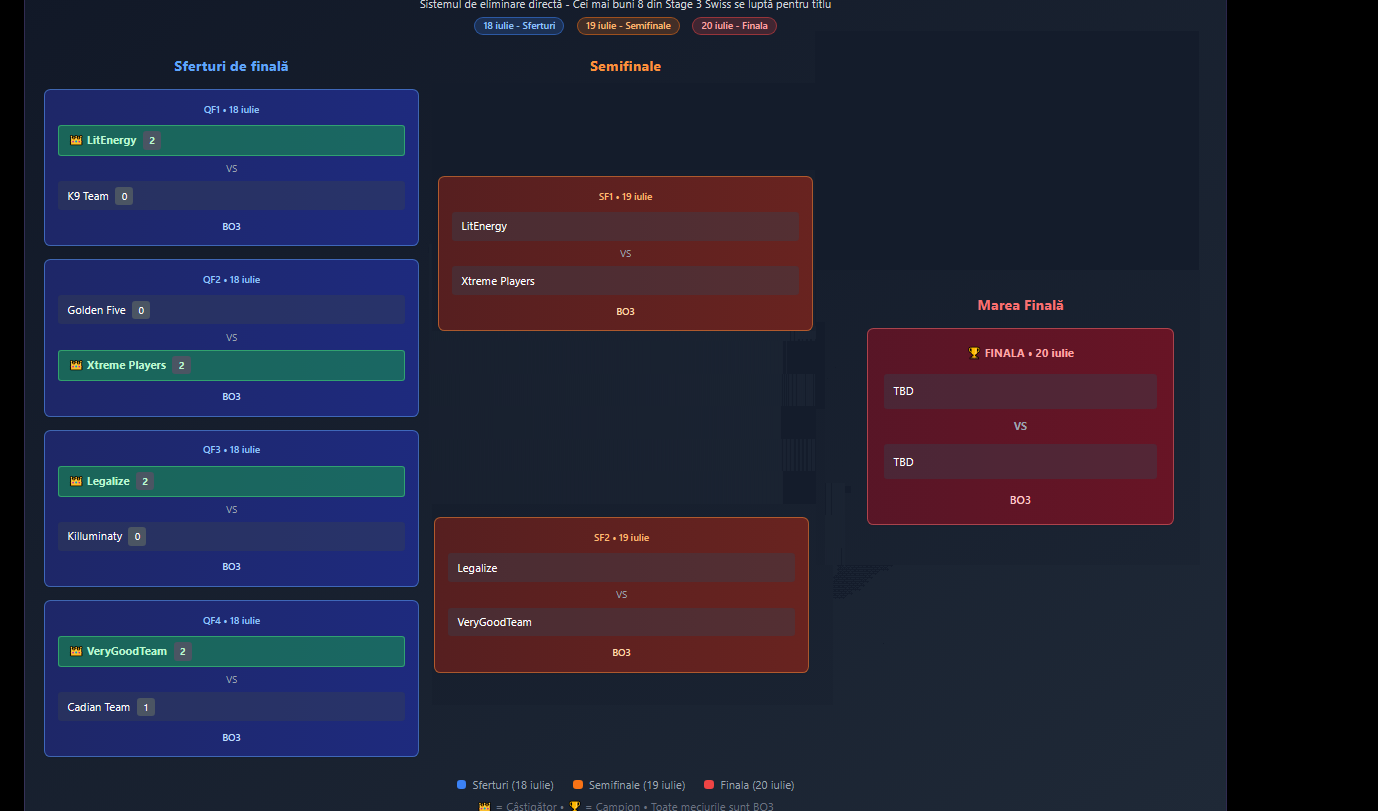 Sistemul de eliminare directă - Cei mai buni 8 din Stage 3 Swiss se luptă pentru titlu
18 iulie - Sferturi
19 iulie - Semifinale
20 iulie - Finala
Sferturi de finală
QF1 • 18 iulie
LitEnergy 2
VS
K9 Team 0
BO3
QF2 • 18 iulie
Golden Five 0
VS
Xtreme Players 2
BO3
QF3 • 18 iulie
Legalize 2
VS
Killuminaty 0
BO3
QF4 • 18 iulie
VeryGoodTeam 2
VS
Cadian Team 1
BO3
Semifinale
SF1 • 19 iulie
LitEnergy
VS
Xtreme Players
BO3
SF2 • 19 iulie
Legalize
VS
VeryGoodTeam
BO3
Marea Finală
🏆 FINALA • 20 iulie
TBD
VS
TBD
BO3
Sferturi (18 iulie)
Semifinale (19 iulie)
Finala (20 iulie)
👑 = Câștigător • 🏆 = Campion • Toate meciurile sunt BO3